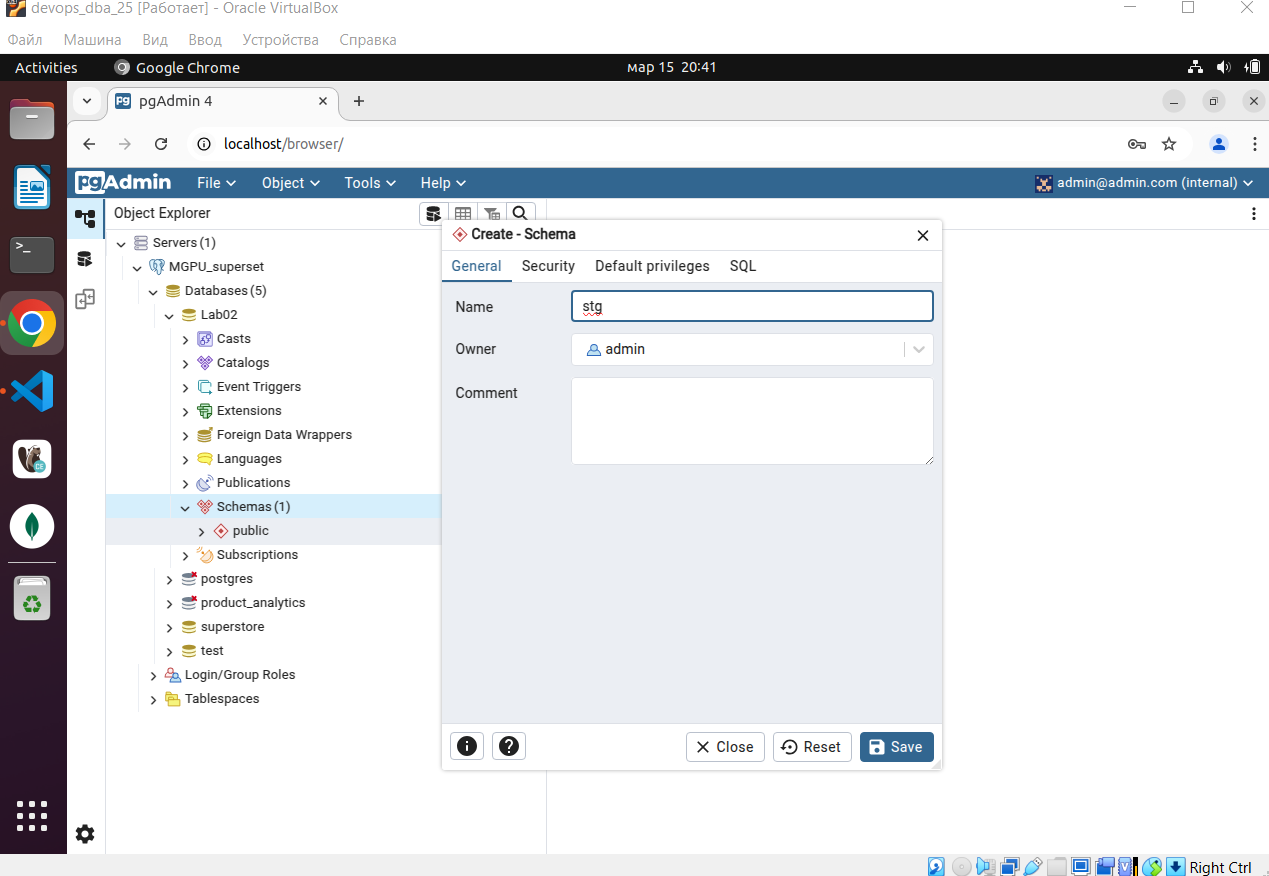 devops_dba_25 [Работает] - Oracle VirtualBox
Файл Машина Вид Ввод Устройства Справка
Activities Google Chrome мар 15 20:41
pgAdmin 4
localhost/browser/
pgAdmin File Object Tools Help admin@admin.com (internal)
Object Explorer
Servers (1)
MGPU_superset
Databases (5)
Lab02
Casts
Catalogs
Event Triggers
Extensions
Foreign Data Wrappers
Languages
Publications
Schemas (1)
public
Subscriptions
postgres
product_analytics
superstore
test
Login/Group Roles
Tablespaces
Create - Schema
General Security Default privileges SQL
Name stg
Owner admin
Comment
Close Reset Save
Right Ctrl